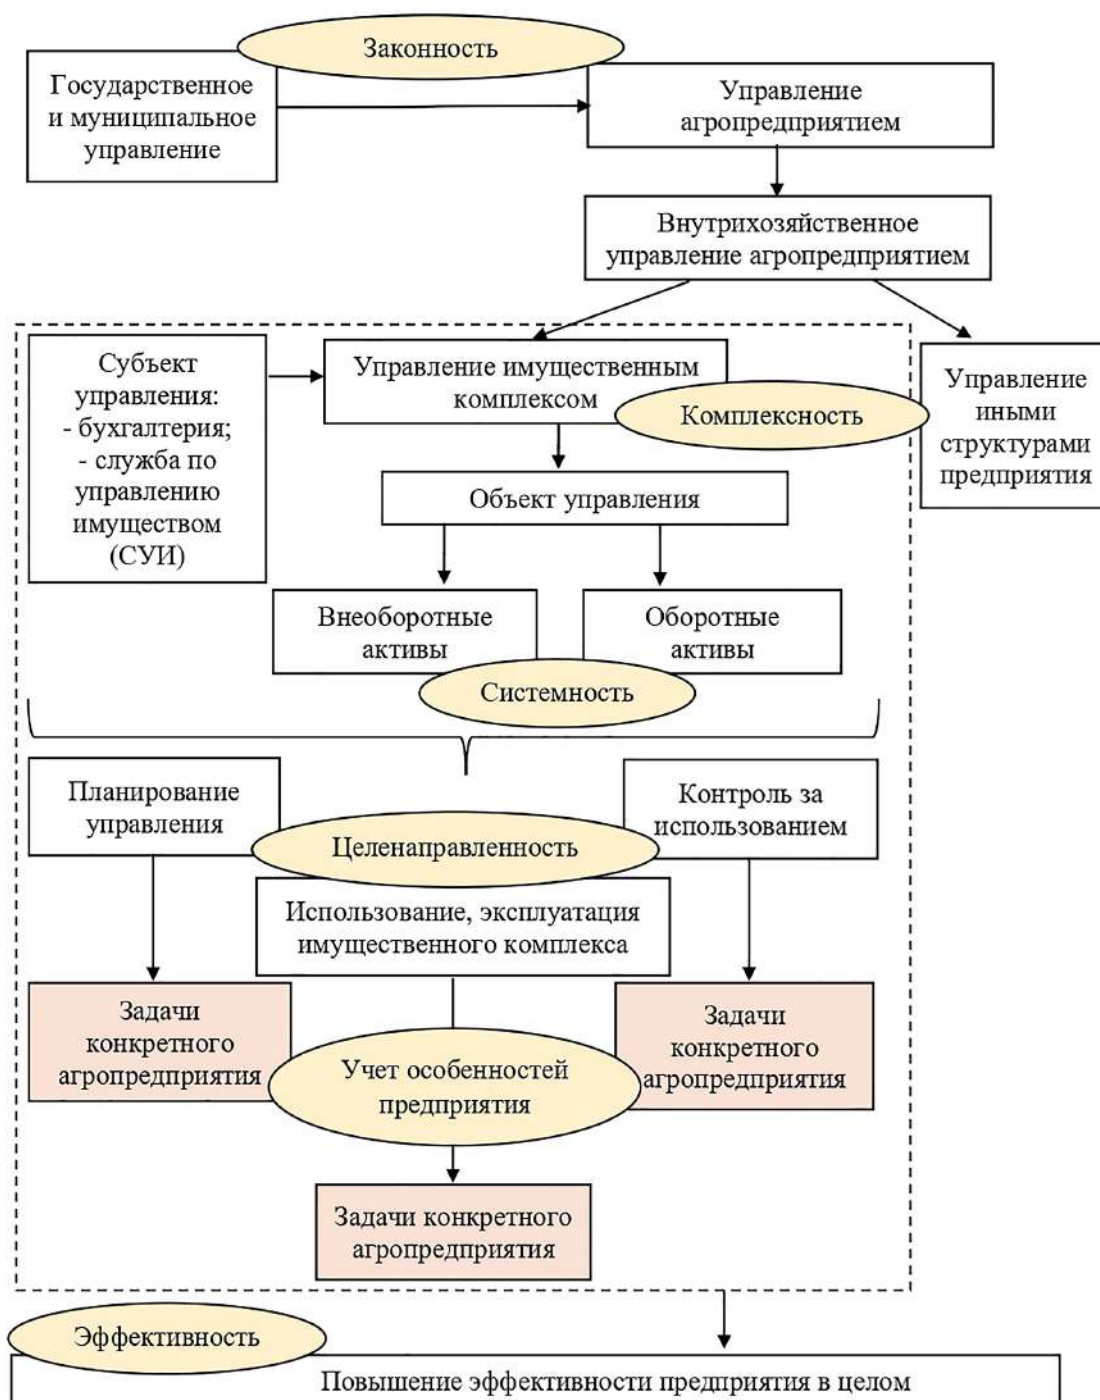 Законность
Государственное
и муниципальное
управление
Управление
агропредприятием
Внутрихозяйственное
управление агропредприятием
Субъект
управления:
- бухгалтерия;
- служба по
управлению
имуществом
(СУИ)
Управление имущественным
комплексом
Комплексность
Управление
иными
структурами
предприятия
Объект управления
Внеоборотные
активы
Оборотные
активы
Системность
Планирование
управления
Контроль за
использованием
Целенаправленность
Использование, эксплуатация
имущественного комплекса
Задачи
конкретного
агропредприятия
Учет особенностей
предприятия
Задачи
конкретного
агропредприятия
Задачи конкретного
агропредприятия
Эффективность
Повышение эффективности предприятия в целом